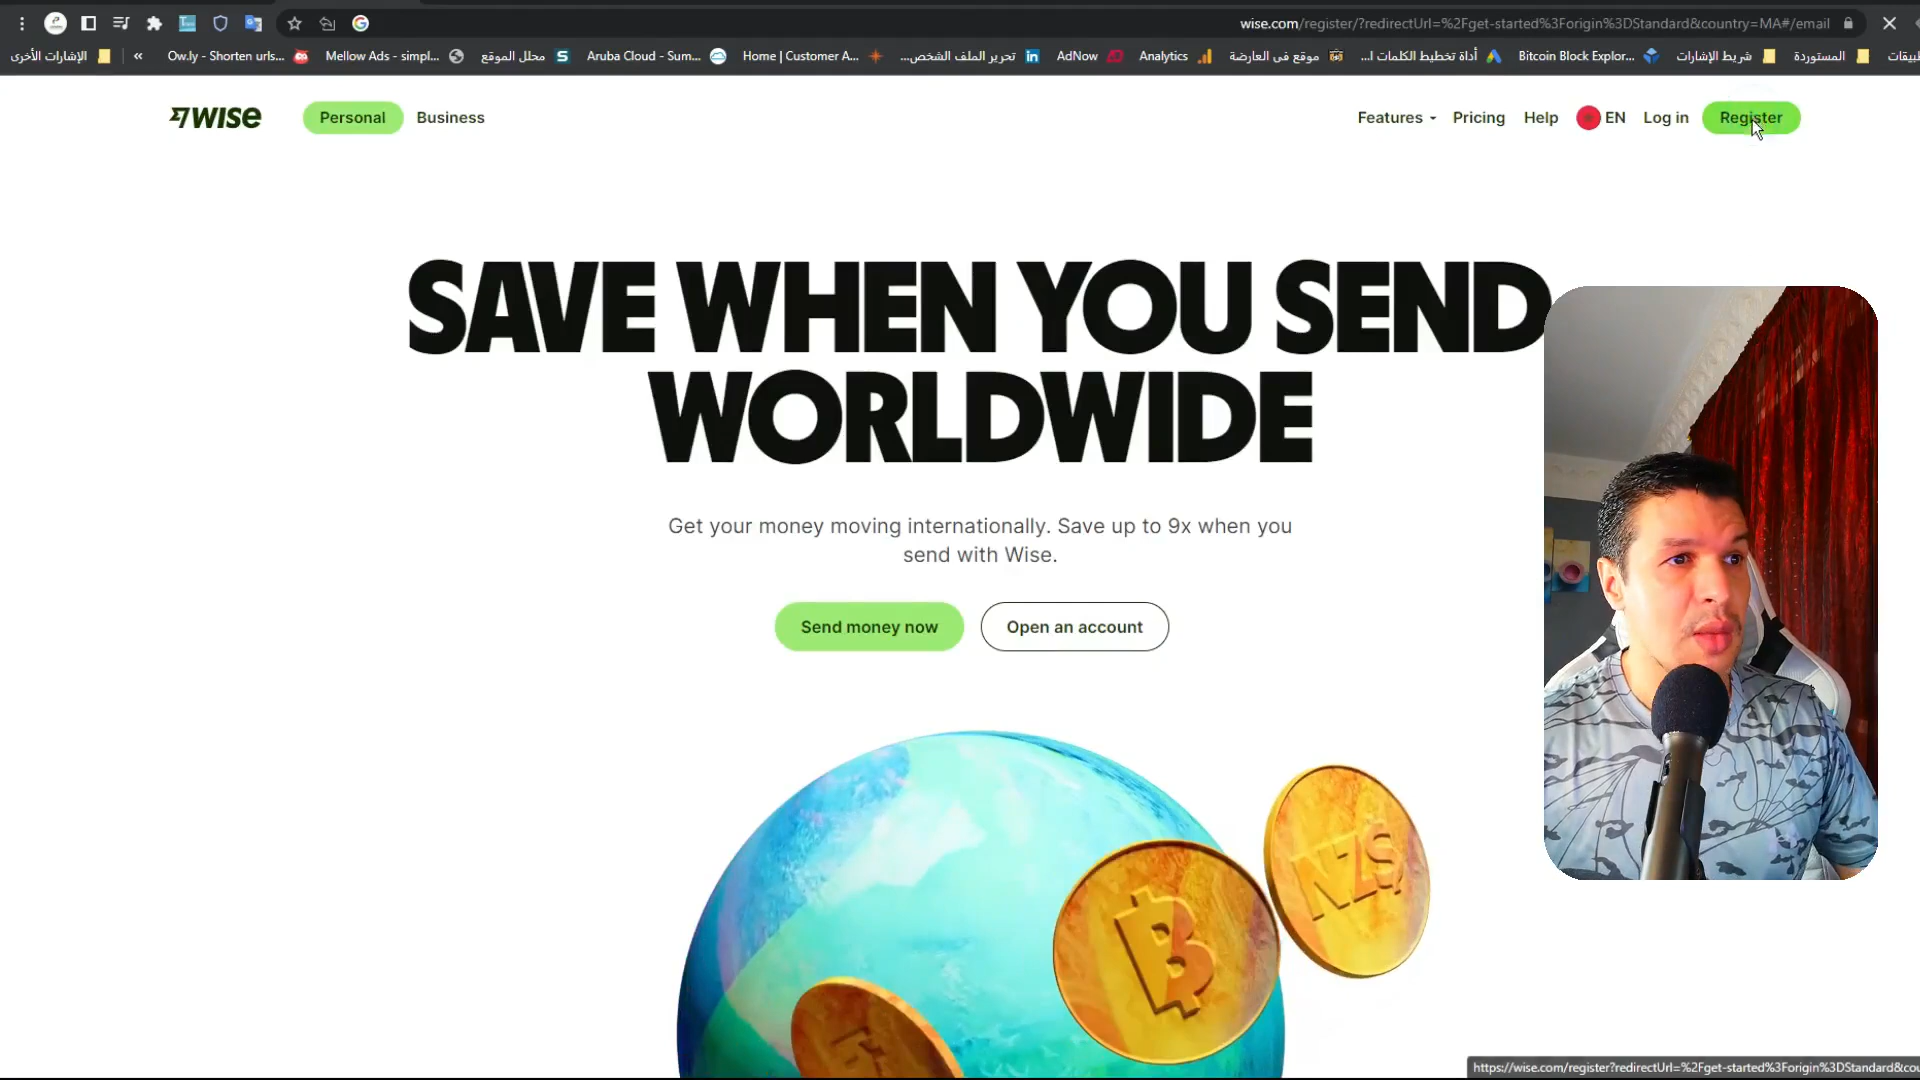 wise.com/register/?redirectUrl=%2Fget-started%3Forigin%3DStandard&country=MA#/email
الإشارات الأخرى
«
Ow.ly - Shorten urls...
Mellow Ads - simpl...
محلل الموقع
Aruba Cloud - Sum...
Home | Customer A...
تحرير الملف الشخص...
AdNow
Analytics
موقع في العارضة
أداة تخطيط الكلمات ا...
Bitcoin Block Explor...
شريط الإشارات
المستوردة
WISE
Personal
Business
Features
Pricing
Help
EN
Log in
Register
SAVE WHEN YOU SEND
WORLDWIDE
Get your money moving internationally. Save up to 9x when you
send with Wise.
Send money now
Open an account
NZ$
https://wise.com/register?redirectUrl=%2Fget-started%3Forigin%3DStandard&cou